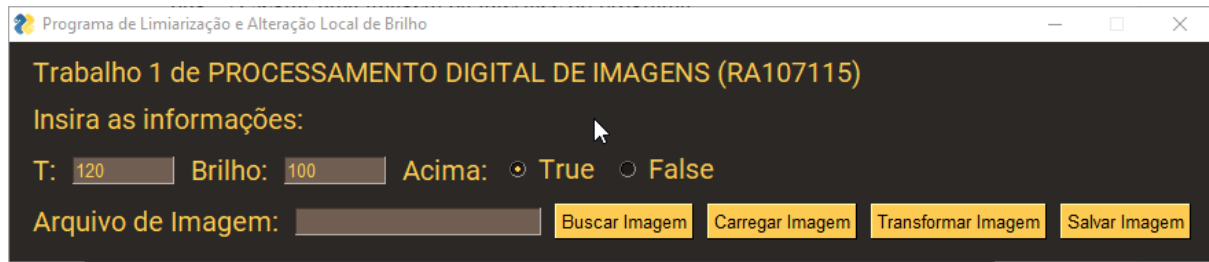 Programa de Limiarização e Alteração Local de Brilho
Trabalho 1 de PROCESSAMENTO DIGITAL DE IMAGENS (RA107115)
Insira as informações:
T: 120 Brilho: 100 Acima: True False
Arquivo de Imagem: Buscar Imagem Carregar Imagem Transformar Imagem Salvar Imagem